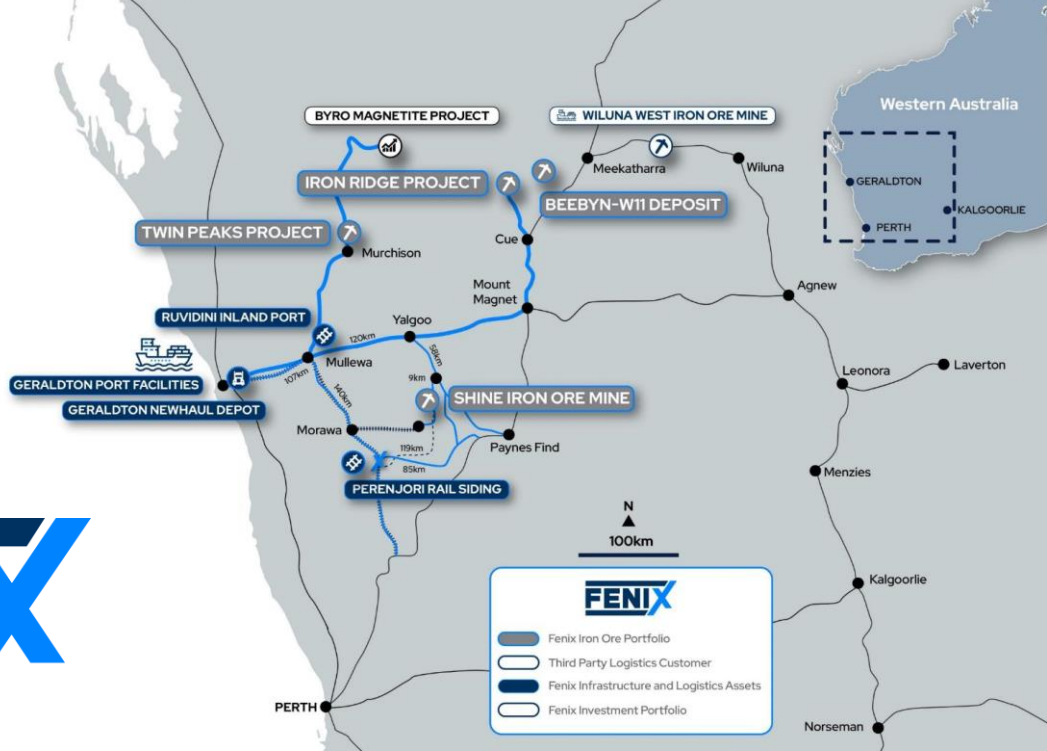 BYRO MAGNETITE PROJECT
WILUNA WEST IRON ORE MINE
Western Australia
Meekatharra
Wiluna
IRON RIDGE PROJECT
BEEBYN-W11 DEPOSIT
GERALDTON
KALGOORLIE
PERTH
TWIN PEAKS PROJECT
Cue
Murchison
Mount
Magnet
Agnew
RUVIDINI INLAND PORT
Yalgoo
120km
58km
Mullewa
107km
9km
140km
GERALDTON PORT FACILITIES
GERALDTON NEWHAUL DEPOT
SHINE IRON ORE MINE
Leonora
Laverton
Morawa
119km
85km
Paynes Find
PERENJORI RAIL SIDING
Menzies
N
100km
Kalgoorlie
FENIX
Fenix Iron Ore Portfolio
Third Party Logistics Customer
Fenix Infrastructure and Logistics Assets
Fenix Investment Portfolio
PERTH
Norseman
X